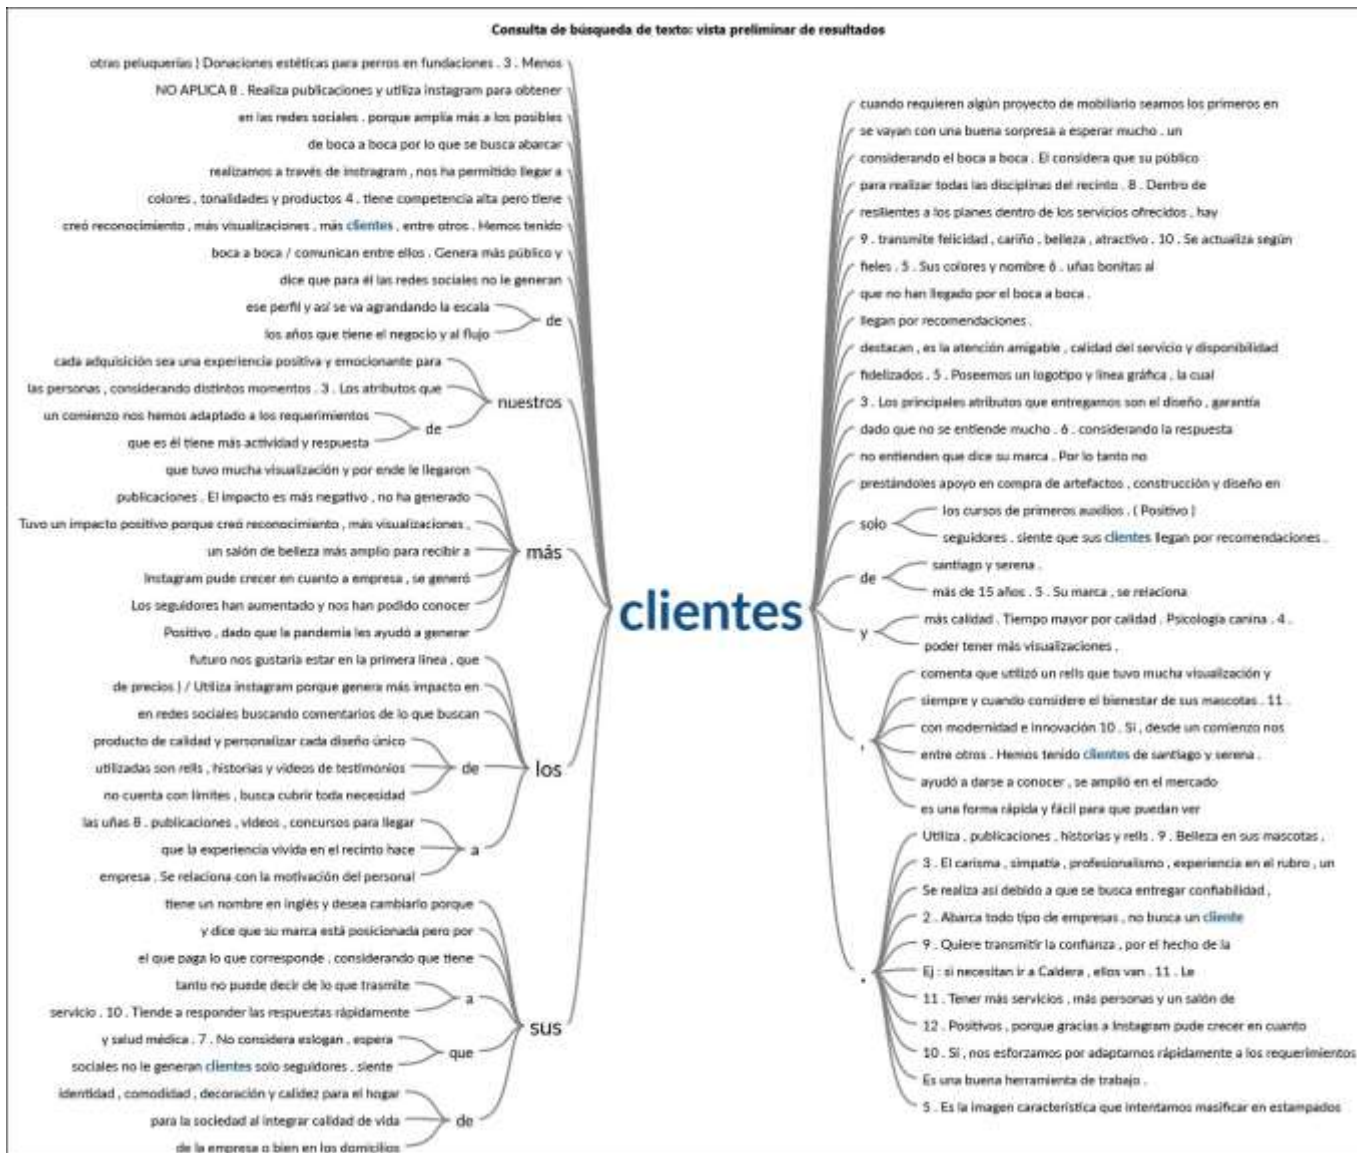 Consulta de búsqueda de texto: vista preliminar de resultados
otras peluquerías ) Donaciones estéticas para perros en fundaciones . 3 . Menos
NO APLICA 8 . Realiza publicaciones y utiliza instagram para obtener
en las redes sociales . porque amplía más a los posibles
de boca a boca por lo que se busca abarcar
realizamos a través de instragram , nos ha permitido llegar a
colores , tonalidades y productos 4 . tiene competencia alta pero tiene
creó reconocimiento , más visualizaciones , más clientes , entre otros . Hemos tenido
boca a boca / comunican entre ellos . Genera más público y
dice que para él las redes sociales no le generan
ese perfil y así se va agrandando la escala
los años que tiene el negocio y al flujo
de
cada adquisición sea una experiencia positiva y emocionante para
las personas , considerando distintos momentos . 3 . Los atributos que
un comienzo nos hemos adaptado a los requerimientos
que es él tiene más actividad y respuesta
de
nuestros
que tuvo mucha visualización y por ende le llegaron
publicaciones . El impacto es más negativo , no ha generado
Tuvo un impacto positivo porque creó reconocimiento , más visualizaciones ,
un salón de belleza más amplio para recibir a
Instagram pude crecer en cuanto a empresa , se generó
Los seguidores han aumentado y nos han podido conocer
Positivo , dado que la pandemia les ayudó a generar
más
futuro nos gustaría estar en la primera línea , que
de precios ) / Utiliza instagram porque genera más impacto en
en redes sociales buscando comentarios de lo que buscan
producto de calidad y personalizar cada diseño único
utilizadas son rells , historias y videos de testimonios
no cuenta con límites , busca cubrir toda necesidad
de
las uñas 8 . publicaciones , videos , concursos para llegar
que la experiencia vivida en el recinto hace
empresa . Se relaciona con la motivación del personal
a
los
tiene un nombre en inglés y desea cambiarlo porque
y dice que su marca está posicionada pero por
el que paga lo que corresponde , considerando que tiene
tanto no puede decir de lo que trasmite
servicio . 10 . Tiende a responder las respuestas rápidamente
a
y salud médica . 7 . No considera eslogan , espera
sociales no le generan clientes solo seguidores . siente
que
identidad , comodidad , decoración y calidez para el hogar
para la sociedad al integrar calidad de vida
de la empresa o bien en los domicilios
de
sus
clientes
cuando requieren algún proyecto de mobiliario seamos los primeros en
se vayan con una buena sorpresa a esperar mucho . un
considerando el boca a boca . El considera que su público
para realizar todas las disciplinas del recinto . 8 . Dentro de
resilientes a los planes dentro de los servicios ofrecidos , hay
9 . transmite felicidad , cariño , belleza , atractivo . 10 . Se actualiza según
fieles . 5 . Sus colores y nombre 6 . uñas bonitas al
que no han llegado por el boca a boca .
llegan por recomendaciones .
destacan , es la atención amigable , calidad del servicio y disponibilidad
fidelizados . 5 . Poseemos un logotipo y línea gráfica , la cual
3 . Los principales atributos que entregamos son el diseño , garantía
dado que no se entiende mucho . 6 . considerando la respuesta
no entienden que dice su marca . Por lo tanto no
prestándoles apoyo en compra de artefactos , construcción y diseño en
solo
los cursos de primeros auxilios . ( Positivo )
seguidores . siente que sus clientes llegan por recomendaciones .
de
santiago y serena .
más de 15 años . 5 . Su marca , se relaciona
y
más calidad . Tiempo mayor por calidad . Psicología canina . 4 .
poder tener más visualizaciones .
,
comenta que utilizó un rells que tuvo mucha visualización y
siempre y cuando considere el bienestar de sus mascotas . 11 .
con modernidad e innovación 10 . Si , desde un comienzo nos
entre otros . Hemos tenido clientes de santiago y serena .
ayudó a darse a conocer , se amplió en el mercado
es una forma rápida y fácil para que puedan ver
.
Utiliza , publicaciones , historias y rells . 9 . Belleza en sus mascotas ,
3 . El carisma , simpatía , profesionalismo , experiencia en el rubro , un
Se realiza así debido a que se busca entregar confiabilidad ,
2 . Abarca todo tipo de empresas , no busca un cliente
9 . Quiere transmitir la confianza , por el hecho de la
Ej : si necesitan ir a Caldera , ellos van . 11 . Le
11 . Tener más servicios , más personas y un salón de
12 . Positivos , porque gracias a Instagram pude crecer en cuanto
10 . Sí , nos esforzamos por adaptarnos rápidamente a los requerimientos
Es una buena herramienta de trabajo .
5 . Es la imagen característica que intentamos masificar en estampados